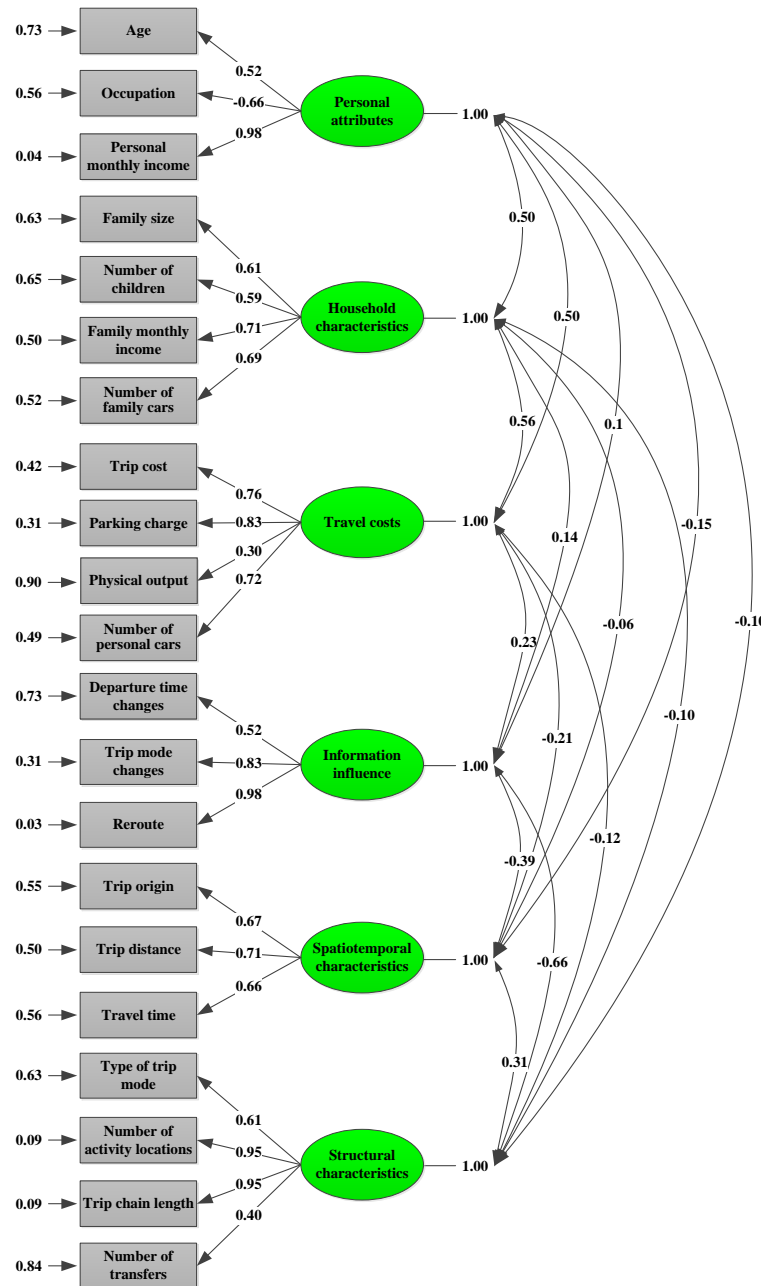 0.73
Age
0.52
0.56
Occupation
-0.66
Personal
attributes
1.00
0.04
Personal
monthly income
0.98
0.63
Family size
0.50
0.61
0.65
Number of
children
0.59
Household
characteristics
1.00
0.50
0.50
Family monthly
income
0.71
0.52
Number of
family cars
0.69
0.56
0.1
0.42
Trip cost
0.76
0.31
Parking charge
0.83
Travel costs
1.00
-0.15
0.14
0.90
Physical output
0.30
0.49
Number of
personal cars
0.72
-0.06
-0.10
0.23
0.73
Departure time
changes
0.52
-0.10
-0.21
0.31
Trip mode
changes
0.83
Information
influence
1.00
0.03
Reroute
0.98
-0.12
-0.39
0.55
Trip origin
0.67
0.50
Trip distance
0.71
Spatiotemporal
characteristics
1.00
-0.66
0.56
Travel time
0.66
0.63
Type of trip
mode
0.31
0.61
0.09
Number of
activity locations
0.95
Structural
characteristics
1.00
0.09
Trip chain length
0.95
0.40
0.84
Number of
transfers